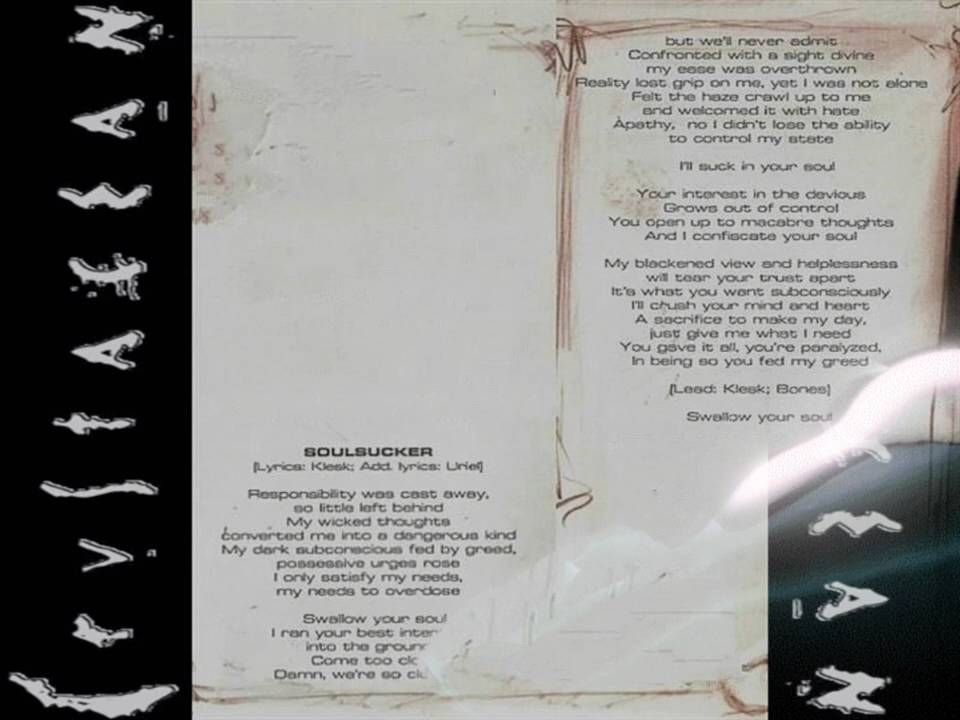 SOULSUCKER
(Lyrics: Klesk; Add. lyrics: Uriel)
Responsibility was cast away,
so little left behind
My wicked thoughts
converted me into a dangerous kind
My dark subconscious fed by greed,
possessive urges rose
I only satisfy my needs,
my needs to overdose
Swallow your soul
I ran your best
into the ground
Come too
Damn, we're so
but we'll never admit
Confronted with a sight divine
my ease was overthrown
Reality lost grip on me, yet I was not alone
Felt the haze crawl up to me
and welcomed it with hate
Apathy, no I didn't lose the ability
to control my state
I'll suck in your soul
Your interest in the devious
Grows out of control
You open up to macabre thoughts
And I confiscate your soul
My blackened view and helplessness
will tear your trust apart
It's what you want subconsciously
I'll chush your mind and heart
A sacrifice to make my day,
just give me what I need
You gave it all, you're paralyzed,
In being so you fed my greed
(Lead: Klesk; Bones)
Swallow your soul